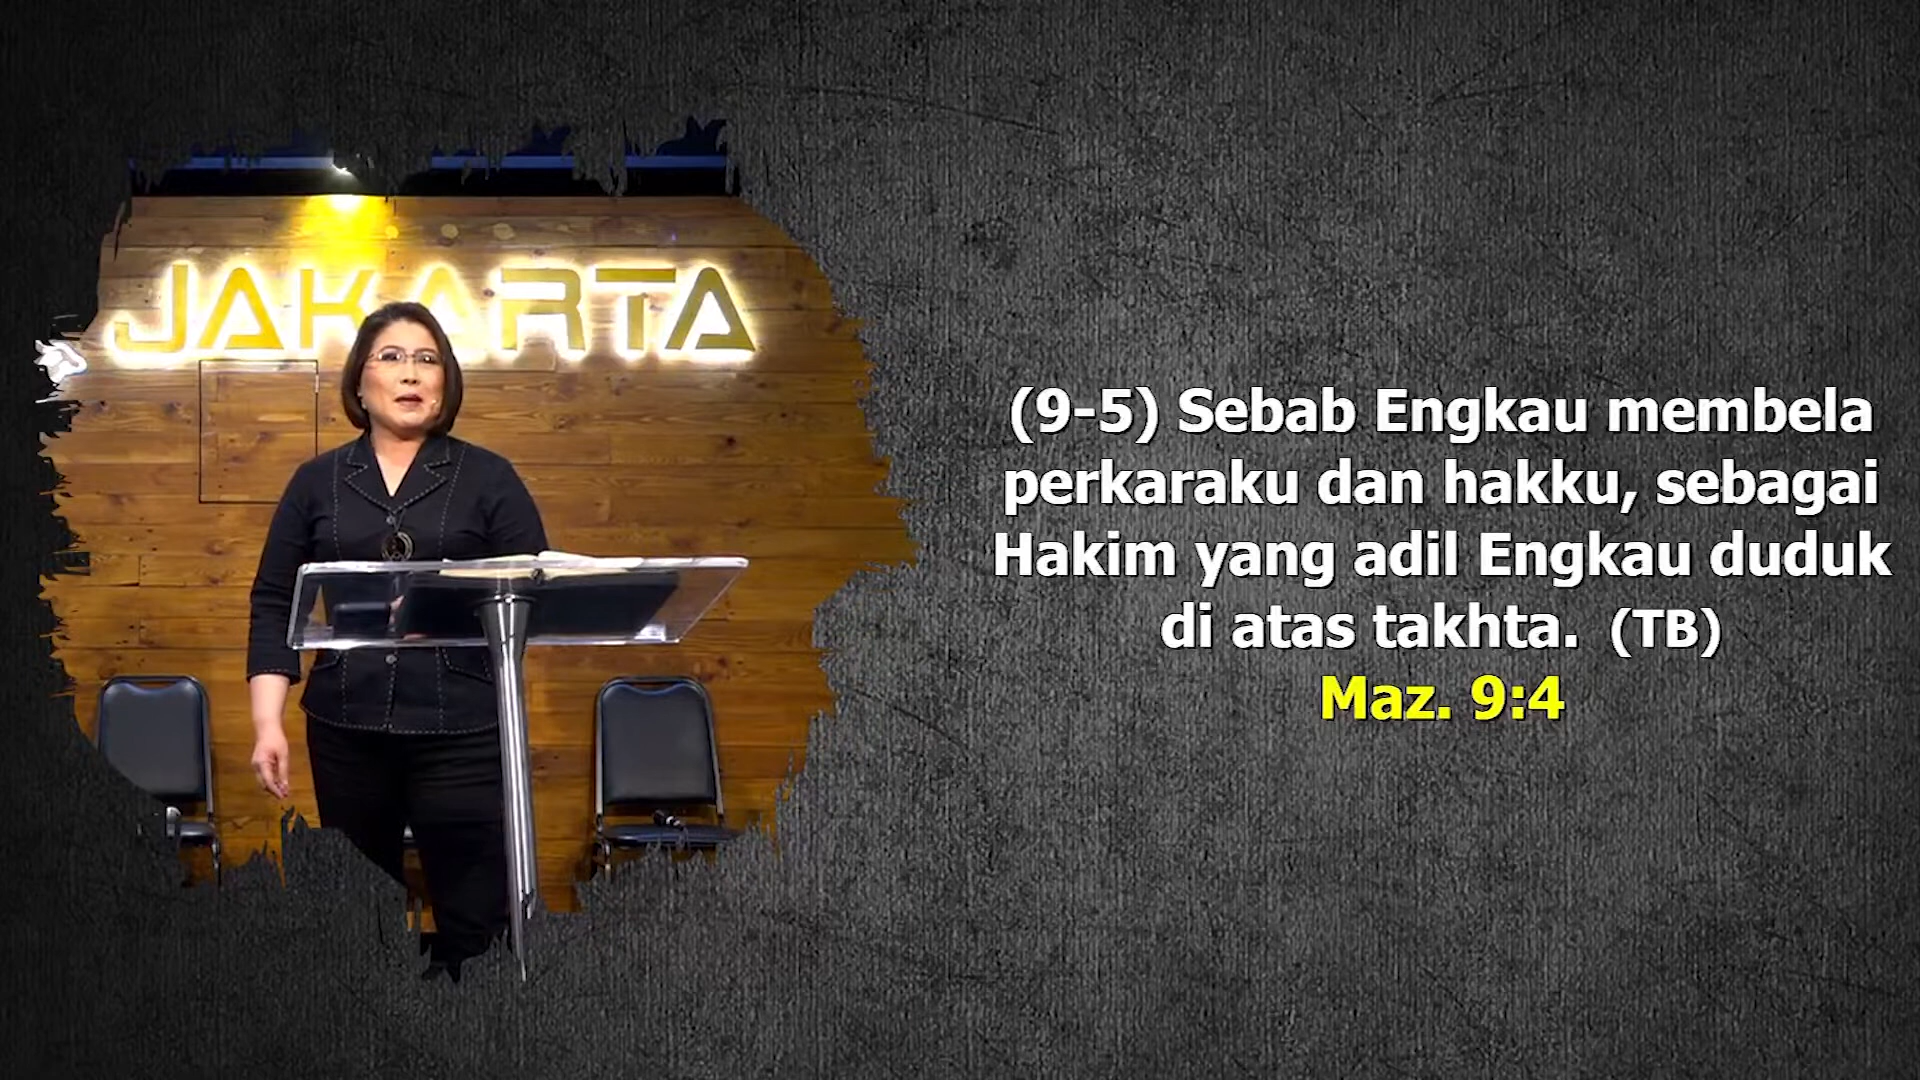 JAKARTA
(9-5) Sebab Engkau membela
perkaraku dan hakku, sebagai
Hakim yang adil Engkau duduk
di atas takhta. (TB)
Maz. 9:4